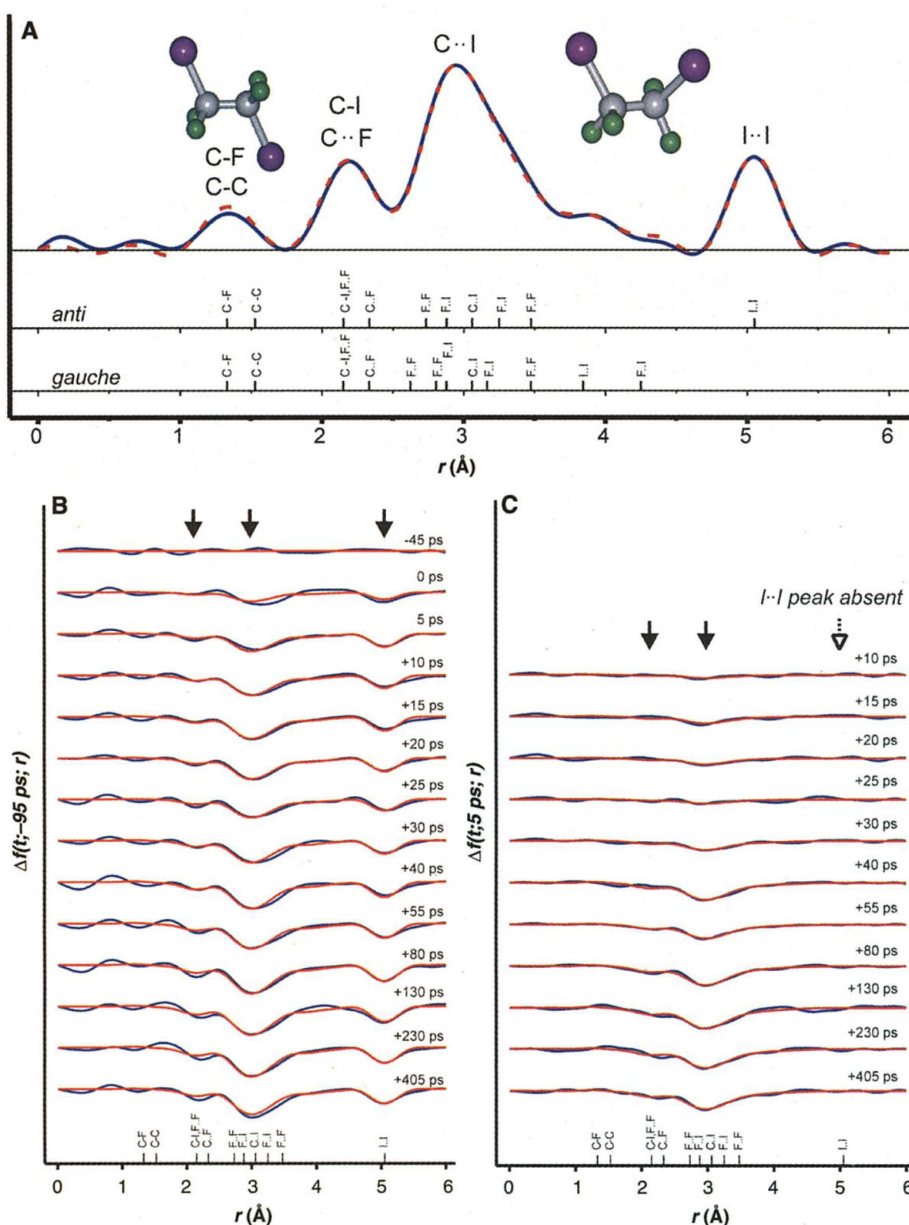 A
C··I
C-I
C··F
C-F
C-C
I··I
anti
C-F
C-C
C-I,F..F
C..F
F..F
F..I
C..I
F..I
F..F
I..I
gauche
C-F
C-C
C-I,F..F
C..F
F..F
F..F
F..I
C..I
F..I
F..F
I..I
F..I
0 1 2 3 4 5 6
r (Å)
B
-45 ps
0 ps
5 ps
+10 ps
+15 ps
+20 ps
+25 ps
+30 ps
+40 ps
+55 ps
+80 ps
+130 ps
+230 ps
+405 ps
Δf(t;–95 ps; r)
C-F
C-C
C-I,F..F
C..F
F..F
F..I
C..I
F..I
F..F
I..I
0 1 2 3 4 5 6
r (Å)
C
I··I peak absent
+10 ps
+15 ps
+20 ps
+25 ps
+30 ps
+40 ps
+55 ps
+80 ps
+130 ps
+230 ps
+405 ps
Δf(t;5 ps; r)
C-F
C-C
C-I,F..F
C..F
F..F
F..I
C..I
F..I
F..F
I..I
0 1 2 3 4 5 6
r (Å)